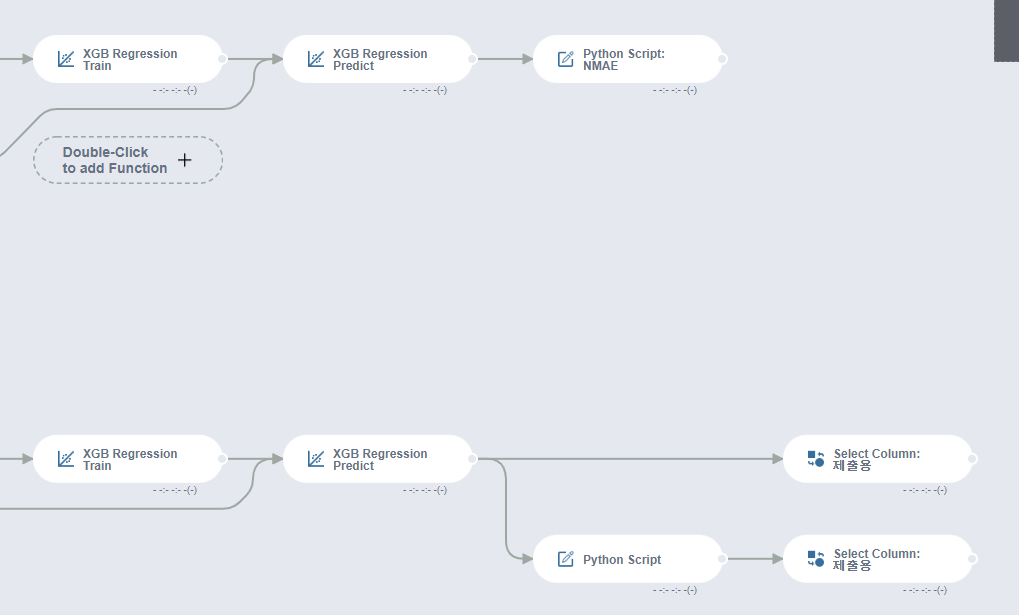 XGB Regression
Train
XGB Regression
Predict
Python Script:
NMAE
- -:- -:- -(-)
- -:- -:- -(-)
- -:- -:- -(-)
Double-Click
to add Function
XGB Regression
Train
XGB Regression
Predict
Select Column:
제출용
- -:- -:- -(-)
- -:- -:- -(-)
- -:- -:- -(-)
Python Script
Select Column:
제출용
- -:- -:- -(-)
- -:- -:- -(-)